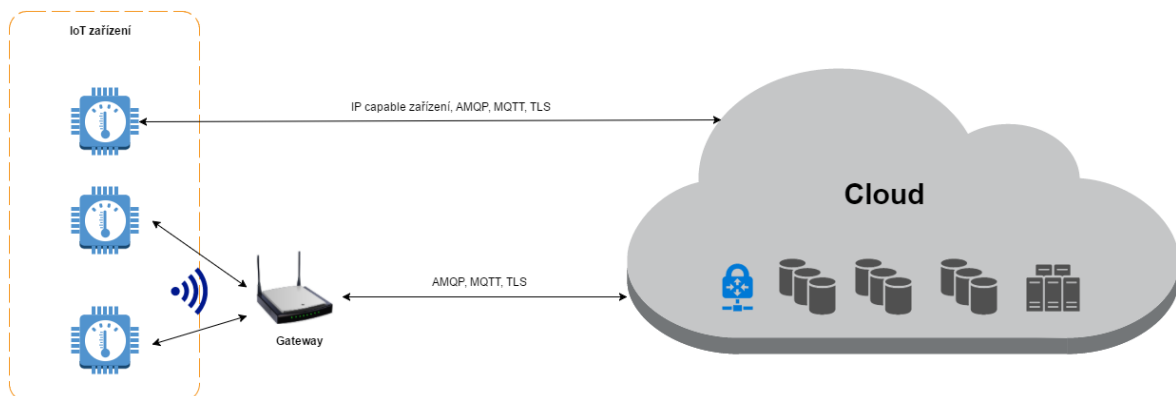 IoT zařízení
IP capable zařízení, AMQP, MQTT, TLS
Cloud
AMQP, MQTT, TLS
Gateway